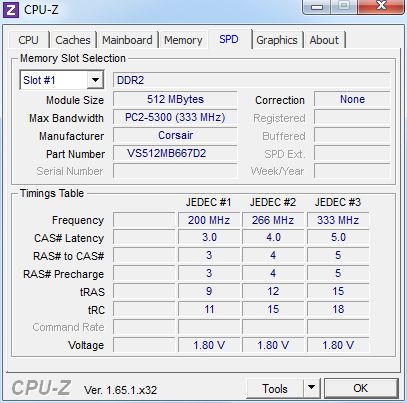 CPU-Z
CPU Caches Mainboard Memory SPD Graphics About
Memory Slot Selection
Slot #1 DDR2
Module Size 512 MBytes Correction None
Max Bandwidth PC2-5300 (333 MHz) Registered
Manufacturer Corsair Buffered
Part Number VS512MB667D2 SPD Ext.
Serial Number Week/Year
Timings Table
JEDEC #1 JEDEC #2 JEDEC #3
Frequency 200 MHz 266 MHz 333 MHz
CAS# Latency 3.0 4.0 5.0
RAS# to CAS# 3 4 5
RAS# Precharge 3 4 5
tRAS 9 12 15
tRC 11 15 18
Command Rate
Voltage 1.80 V 1.80 V 1.80 V
CPU-Z Ver. 1.65.1.x32 Tools OK